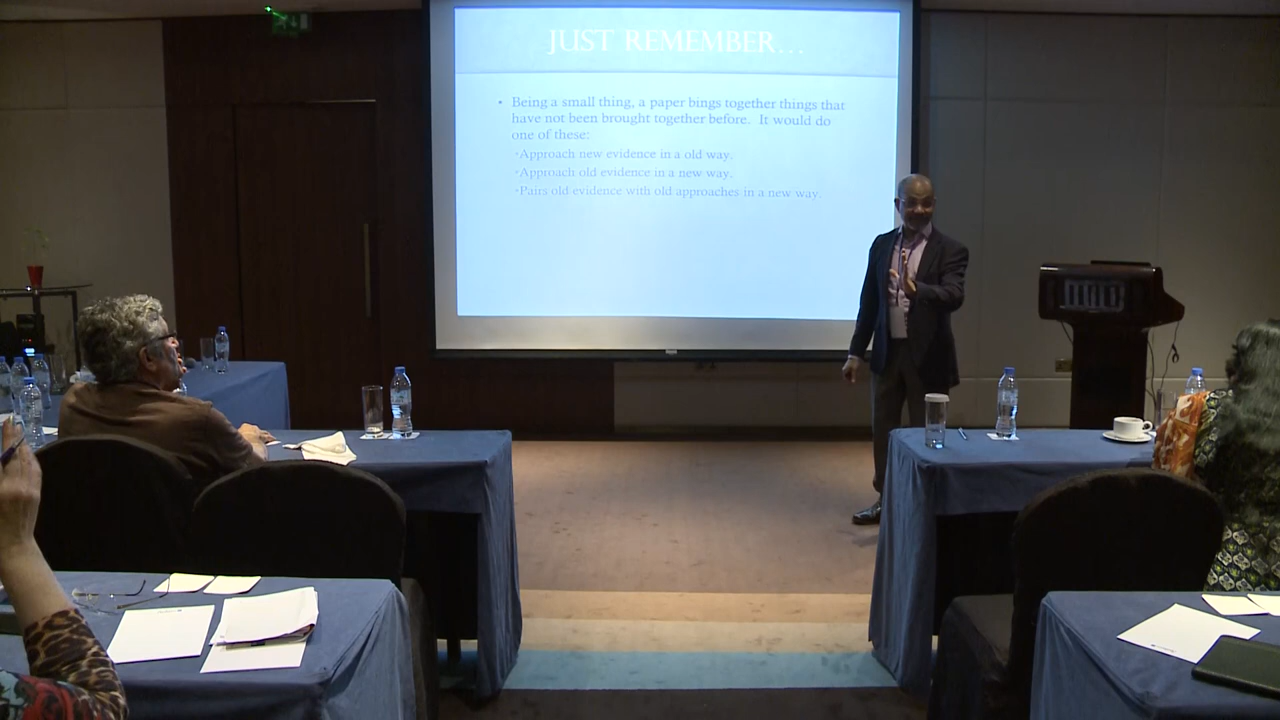 JUST REMEMBER...
• Being a small thing, a paper bings together things that
have not been brought together before. It would do
one of these:
•Approach new evidence in a old way.
•Approach old evidence in a new way.
•Pairs old evidence with old approaches in a new way.